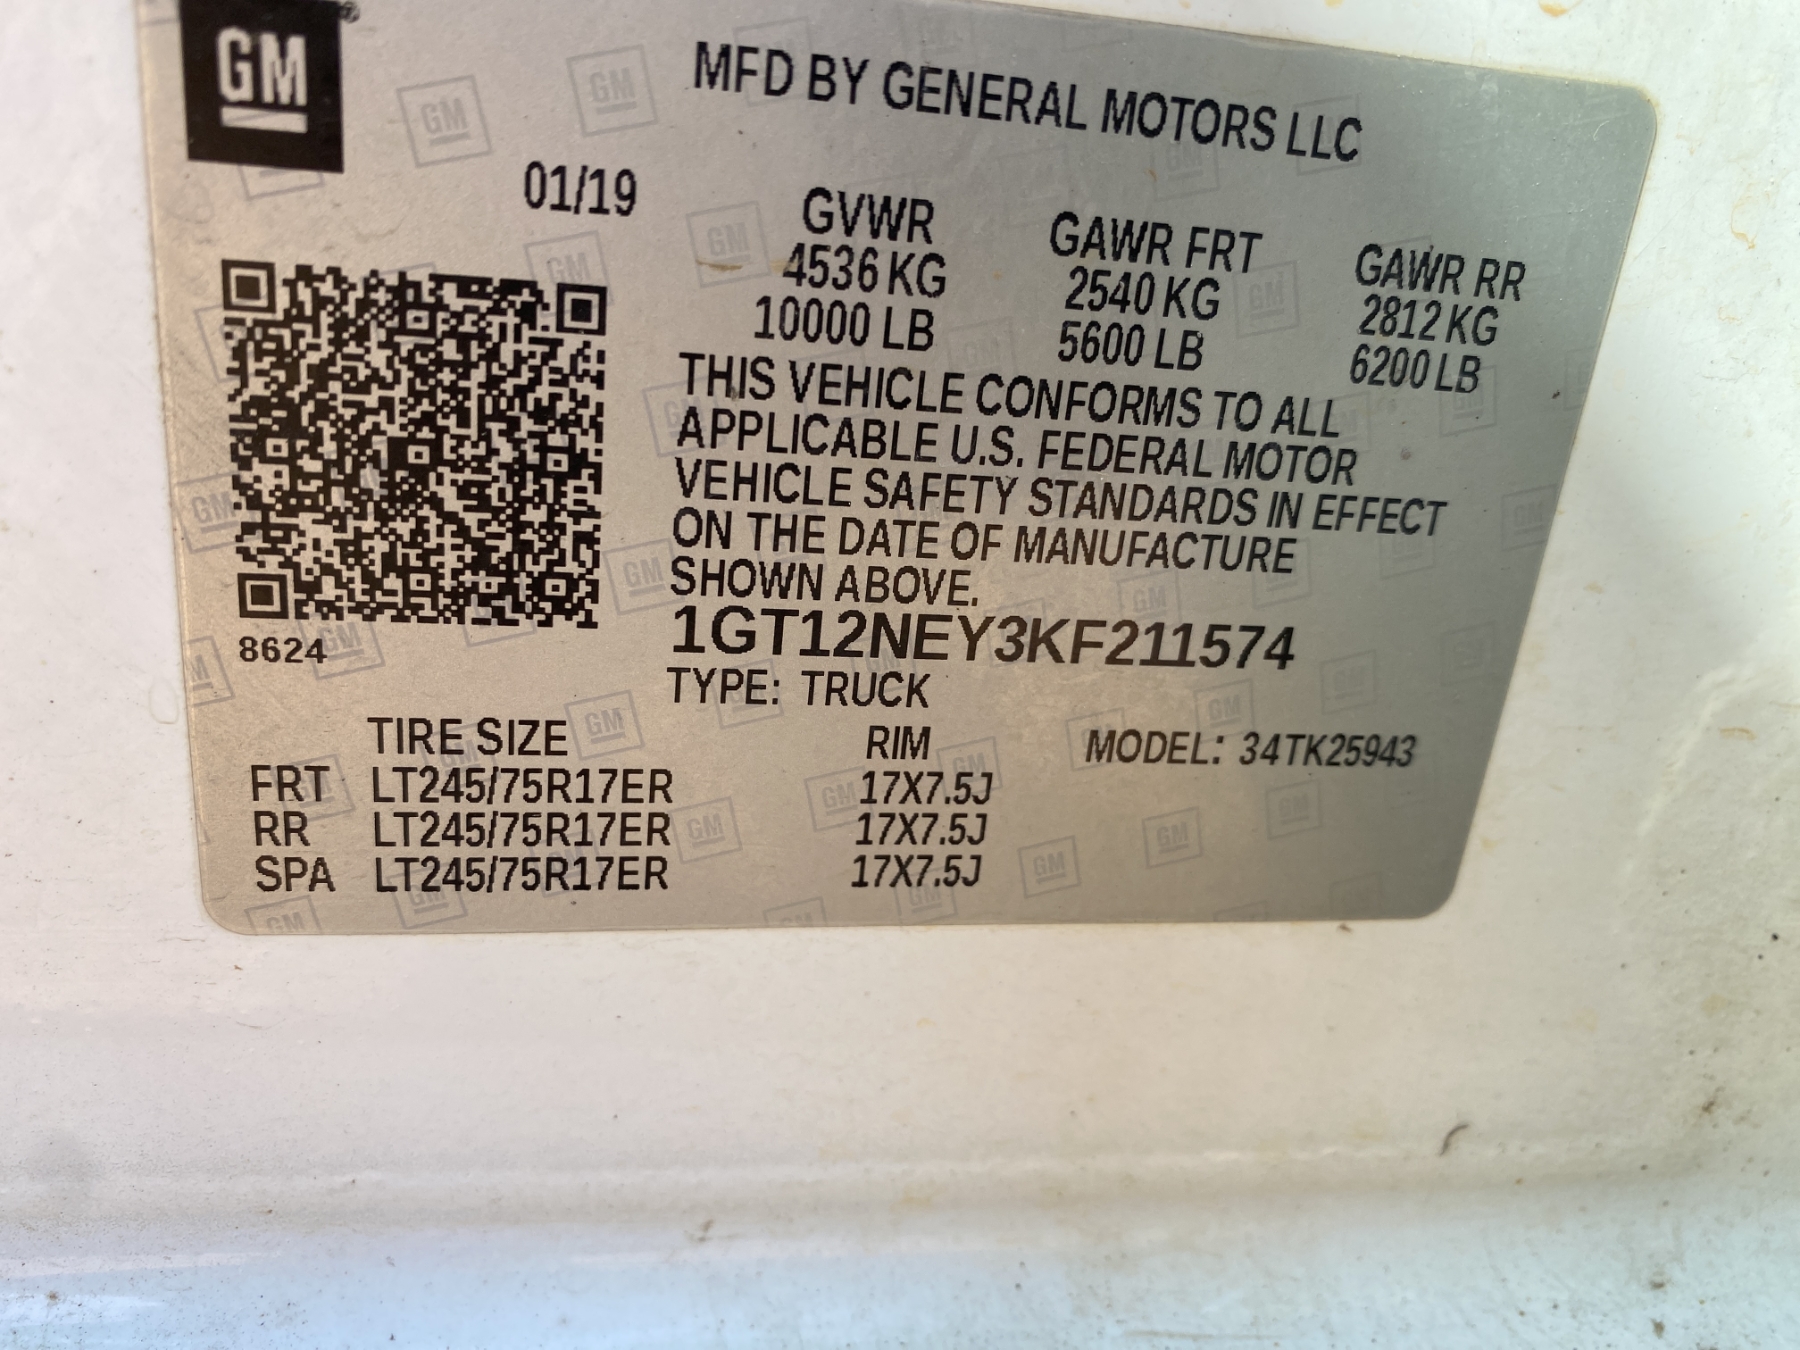 GM
MFD BY GENERAL MOTORS LLC
01/19
GVWR GAWR FRT GAWR RR
4536 KG 2540 KG 2812 KG
10000 LB 5600 LB 6200 LB
THIS VEHICLE CONFORMS TO ALL
APPLICABLE U.S. FEDERAL MOTOR
VEHICLE SAFETY STANDARDS IN EFFECT
ON THE DATE OF MANUFACTURE
SHOWN ABOVE.
1GT12NEY3KF211574
8624
TYPE: TRUCK
TIRE SIZE RIM MODEL: 34TK25943
FRT LT245/75R17ER 17X7.5J
RR LT245/75R17ER 17X7.5J
SPA LT245/75R17ER 17X7.5J